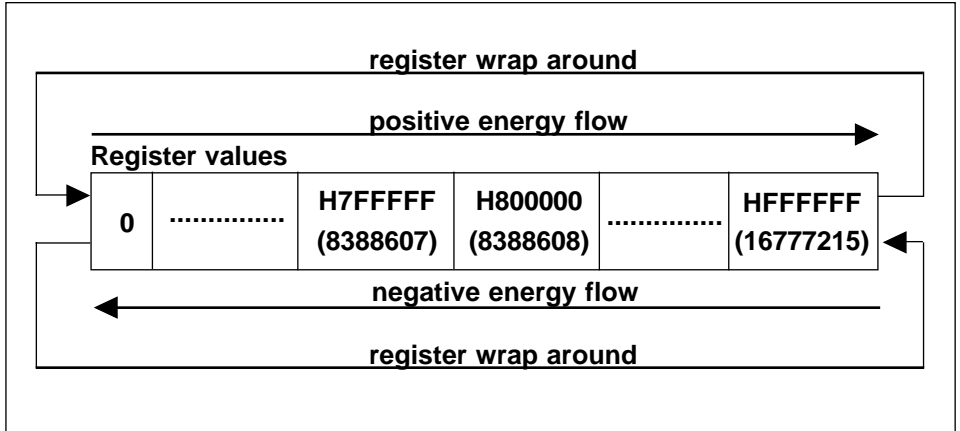 register wrap around
positive energy flow
Register values
0 ............... H7FFFFF H800000 ............... HFFFFFF
(8388607) (8388608) (16777215)
negative energy flow
register wrap around